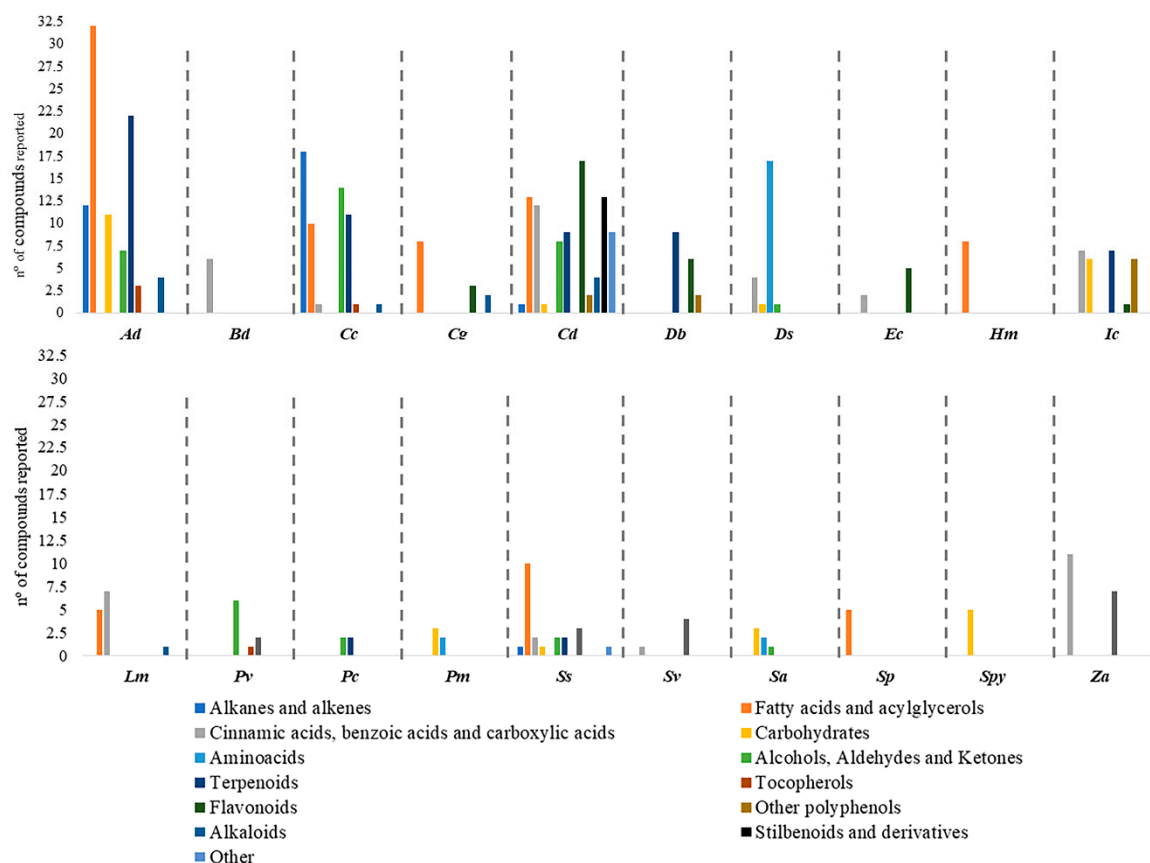 32.5
30
27.5
25
22.5
20
17.5
15
12.5
10
7.5
5
2.5
0
nº of compounds reported
Ad Bd Cc Cg Cd Db Ds Ec Hm Ic
32.5
30
27.5
25
22.5
20
17.5
15
12.5
10
7.5
5
2.5
0
nº of compounds reported
Lm Pv Pc Pm Ss Sv Sa Sp Spy Za
Alkanes and alkenes
Fatty acids and acylglycerols
Cinnamic acids, benzoic acids and carboxylic acids
Carbohydrates
Aminoacids
Alcohols, Aldehydes and Ketones
Terpenoids
Tocopherols
Flavonoids
Other polyphenols
Alkaloids
Stilbenoids and derivatives
Other